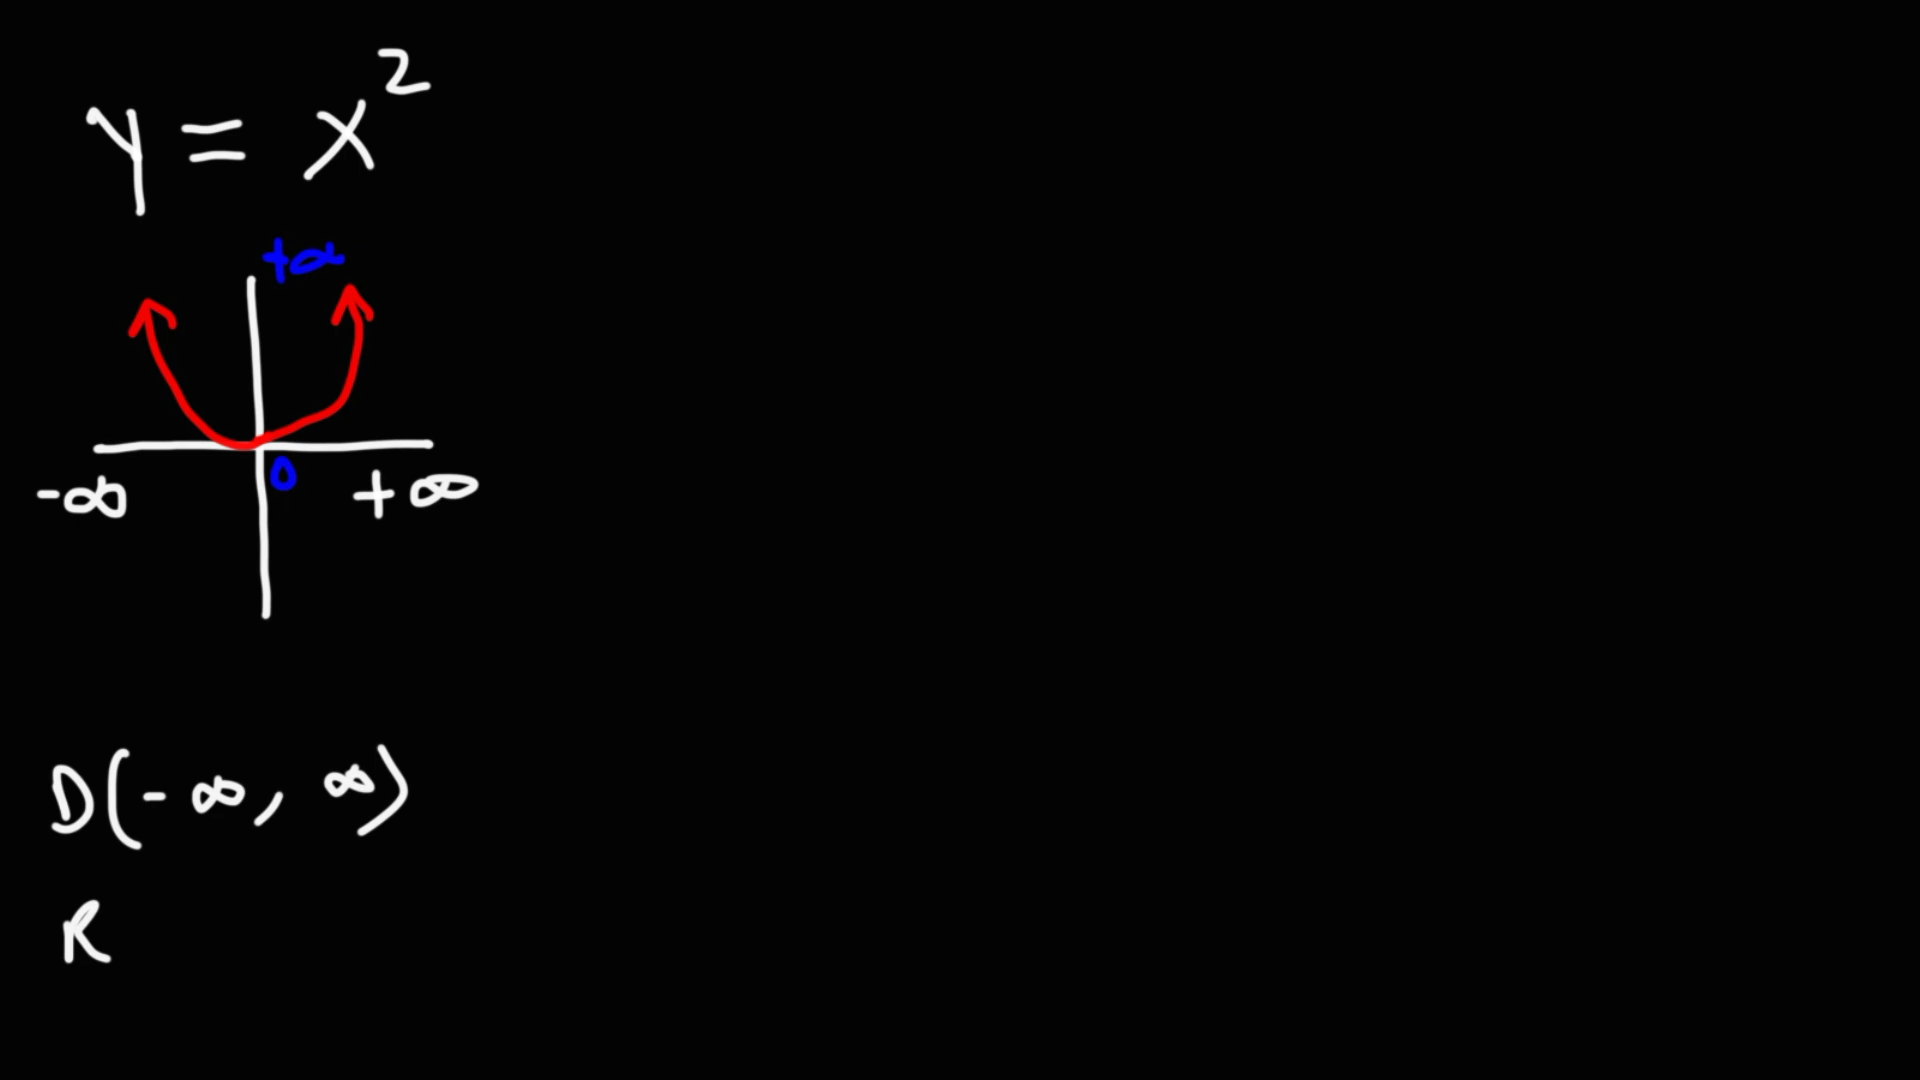 y = x²
+∞
0
-∞ +∞
D(-∞, ∞)
R